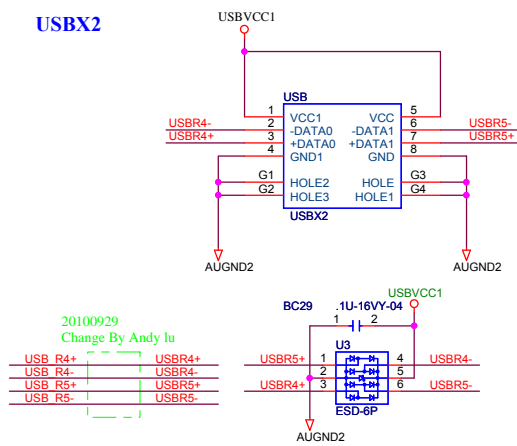 USBX2
USBVCC1
USB
1 VCC1 VCC 5
USBR4- 2 -DATA0 -DATA1 6 USBR5-
USBR4+ 3 +DATA0 +DATA1 7 USBR5+
4 GND1 GND 8
G1 HOLE2 HOLE G3
G2 HOLE3 HOLE1 G4
USBX2
AUGND2 AUGND2
20100929
Change By Andy lu
USB_R4+ USBR4+
USB_R4- USBR4-
USB_R5+ USBR5+
USB_R5- USBR5-
USBVCC1
BC29 .1U-16VY-04
1 2
U3
USBR5+ 1 4 USBR4-
2 5
USBR4+ 3 6 USBR5-
ESD-6P
AUGND2